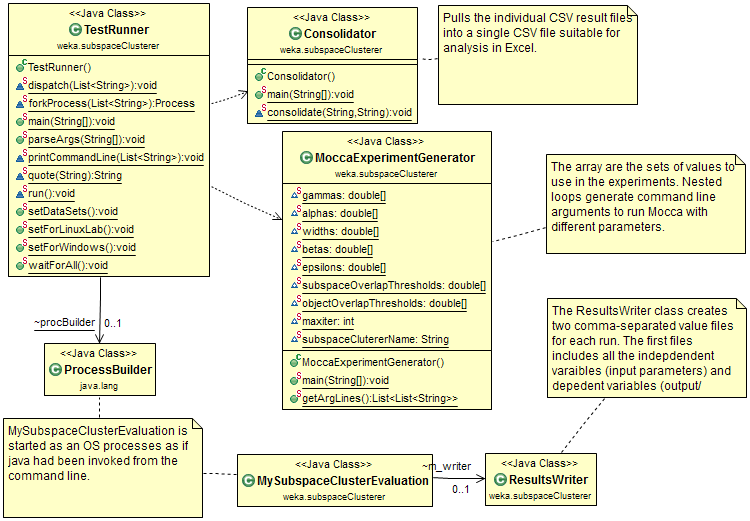 <<Java Class>>
TestRunner
weka.subspaceClusterer
TestRunner()
dispatch(List<String>):void
forkProcess(List<String>):Process
main(String[]):void
parseArgs(String[]):void
printCommandLine(List<String>):void
quote(String):String
run():void
setDataSets():void
setForLinuxLab():void
setForWindows():void
waitForAll():void
<<Java Class>>
Consolidator
weka.subspaceClusterer
Consolidator()
main(String[]):void
consolidate(String,String):void
Pulls the individual CSV result files
into a single CSV file suitable for
analysis in Excel.
<<Java Class>>
MoccaExperimentGenerator
weka.subspaceClusterer
gammas: double[]
alphas: double[]
widths: double[]
betas: double[]
epsilons: double[]
subspaceOverlapThresholds: double[]
objectOverlapThresholds: double[]
maxiter: int
subspaceClutererName: String
MoccaExperimentGenerator()
main(String[]):void
getArgLines():List<List<String>>
The array are the sets of values to
use in the experiments. Nested
loops generate command line
arguments to run Mocca with
different parameters.
~procBuilder
0..1
<<Java Class>>
ProcessBuilder
java.lang
The ResultsWriter class creates
two comma-separated value files
for each run. The first files
includes all the indepdendent
varaibles (input parameters) and
depedent variables (output/
MySubspaceClusterEvaluation is
started as an OS processes as if
java had been invoked from the
command line.
<<Java Class>>
MySubspaceClusterEvaluation
weka.subspaceClusterer
~m_writer
0..1
<<Java Class>>
ResultsWriter
weka.subspaceClusterer